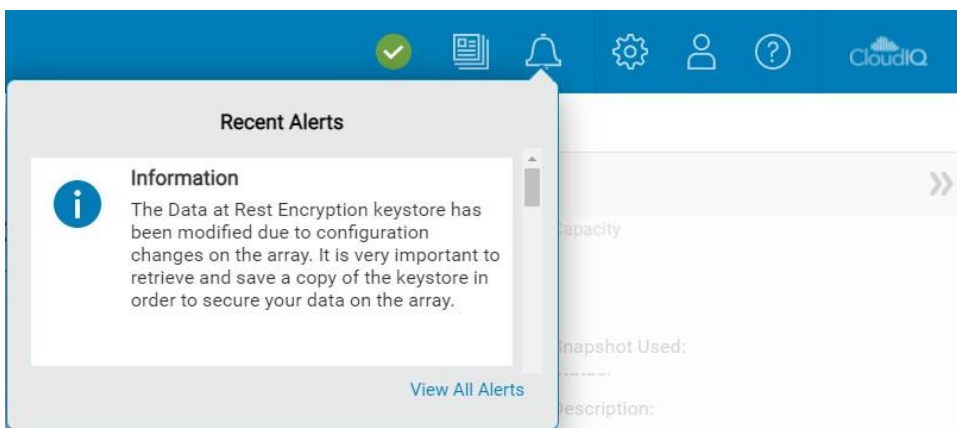 CloudIQ
Recent Alerts
Information
The Data at Rest Encryption keystore has
been modified due to configuration
changes on the array. It is very important to
retrieve and save a copy of the keystore in
order to secure your data on the array.
View All Alerts
Capacity
Snapshot Used:
Description: